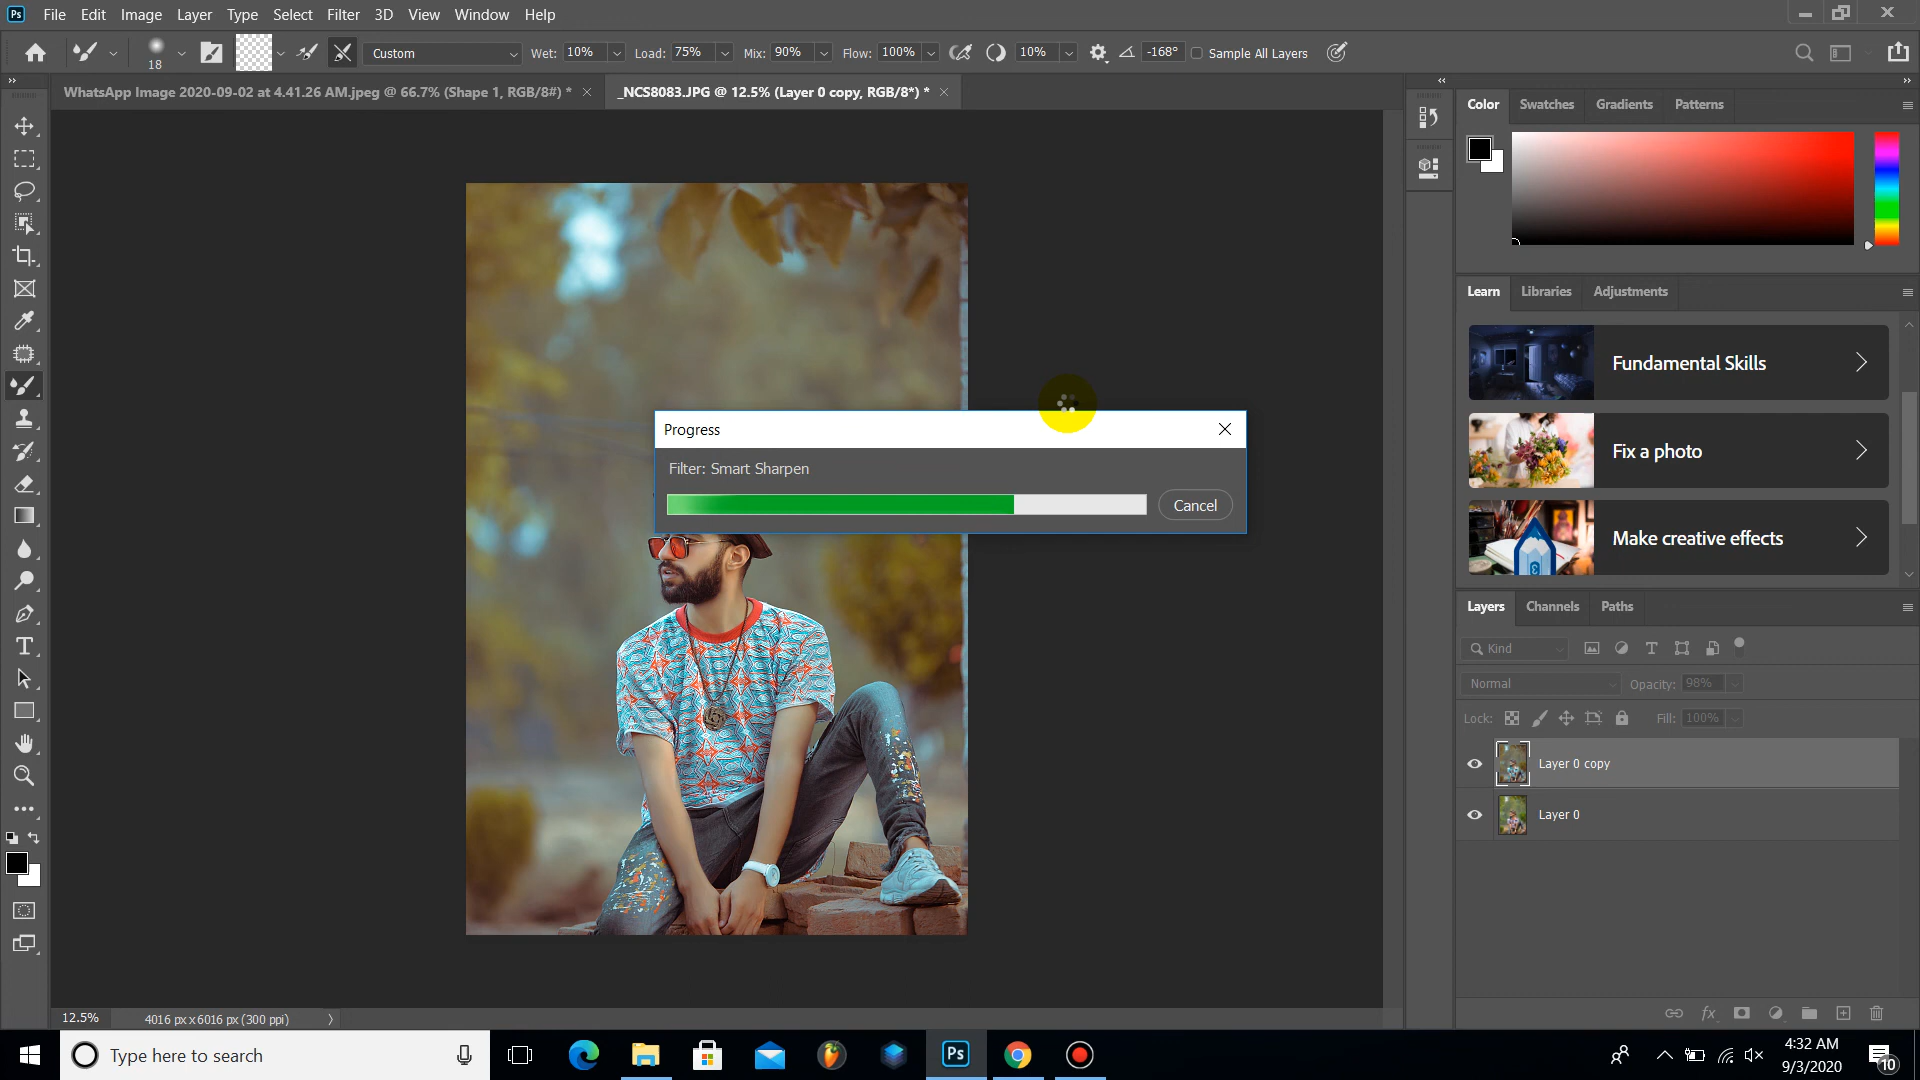 Ps File Edit Image Layer Type Select Filter 3D View Window Help
18 Custom Wet: 10% Load: 75% Mix: 90% Flow: 100% 10% -168° Sample All Layers
WhatsApp Image 2020-09-02 at 4.41.26 AM.jpeg @ 66.7% (Shape 1, RGB/8#) * × _NCS8083.JPG @ 12.5% (Layer 0 copy, RGB/8*) * ×
Color Swatches Gradients Patterns
Learn Libraries Adjustments
Fundamental Skills
Fix a photo
Make creative effects
Progress
Filter: Smart Sharpen
Cancel
Layers Channels Paths
Kind
Normal Opacity: 98%
Lock: Fill: 100%
Layer 0 copy
Layer 0
fx
12.5% 4016 px x 6016 px (300 ppi)
Type here to search
Ps
4:32 AM
9/3/2020
10